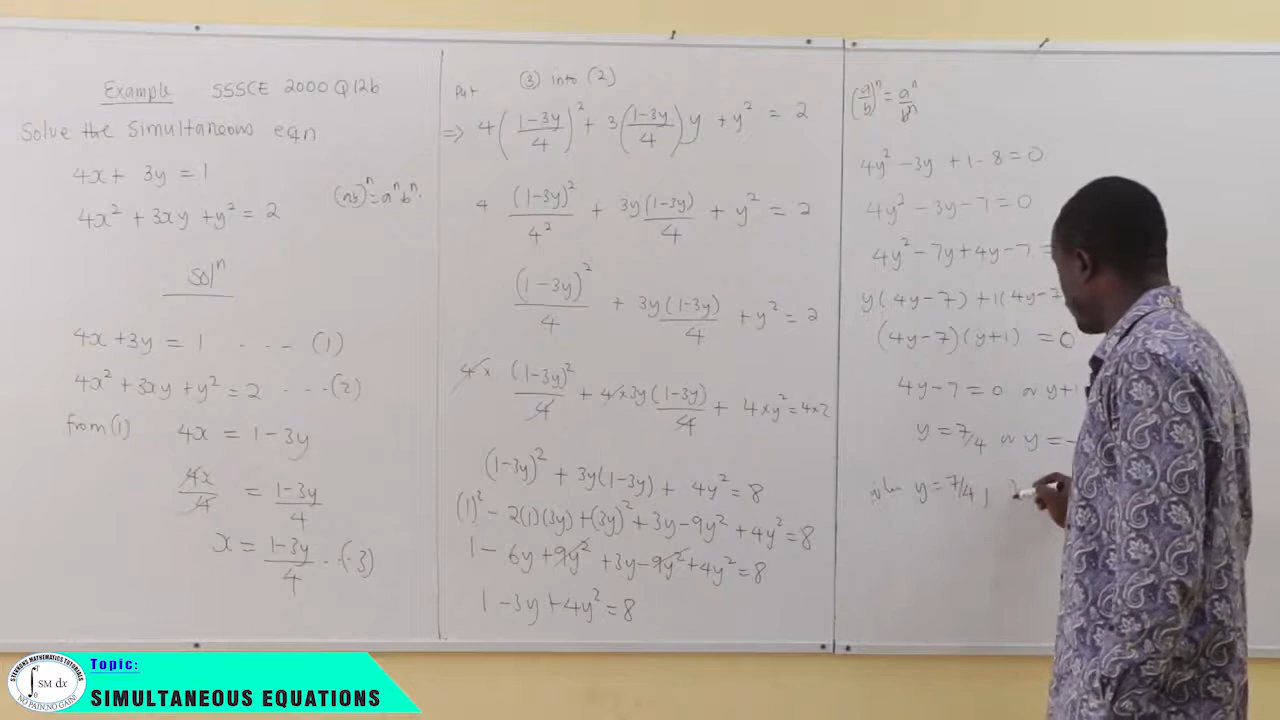 Example SSSCE 2000 Q12b
Solve the Simultaneous eqn
4x + 3y = 1
4x² + 3xy + y² = 2
(ab)ⁿ = aⁿbⁿ.
Solⁿ
4x + 3y = 1 - - - (1)
4x² + 3xy + y² = 2 - - - (2)
from (1) 4x = 1 - 3y
4x/4 = (1-3y)/4
x = (1-3y)/4 - - (3)
Put (3) into (2)
=> 4((1-3y)/4)² + 3((1-3y)/4)y + y² = 2
4 (1-3y)²/4² + 3y(1-3y)/4 + y² = 2
(1-3y)²/4 + 3y(1-3y)/4 + y² = 2
4 × (1-3y)²/4 + 4×3y(1-3y)/4 + 4×y² = 4×2
(1-3y)² + 3y(1-3y) + 4y² = 8
(1)² - 2(1)(3y) + (3y)² + 3y - 9y² + 4y² = 8
1 - 6y + 9y² + 3y - 9y² + 4y² = 8
1 - 3y + 4y² = 8
(a/b)ⁿ = aⁿ/bⁿ
4y² - 3y + 1 - 8 = 0
4y² - 3y - 7 = 0
4y² - 7y + 4y - 7 =
y(4y-7) + 1(4y-7
(4y-7)(y+1) = 0
4y - 7 = 0 or y+1
y = 7/4 or y = -
when y = 7/4,
STEVKONS MATHEMATICS TUTORIALS
SM dx
NO PAIN, NO GAIN!
Topic:
SIMULTANEOUS EQUATIONS